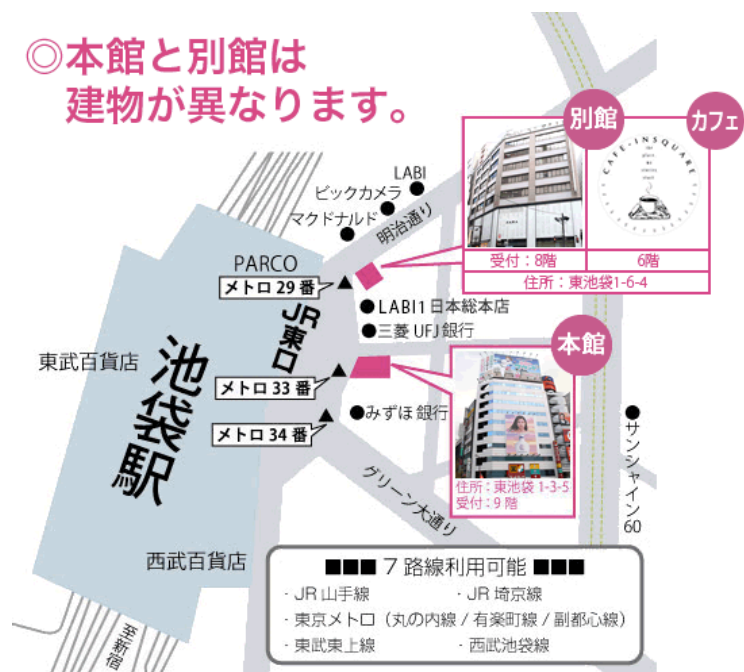 ◎本館と別館は
建物が異なります。
別館
カフェ
CAFE-INSQUARE
受付：8階
6階
住所：東池袋1-6-4
LABI
ビックカメラ
マクドナルド
明治通り
PARCO
メトロ 29 番
JR東口
LABI1 日本総本店
三菱 UFJ 銀行
本館
東武百貨店
池袋駅
メトロ 33 番
みずほ 銀行
メトロ 34 番
住所：東池袋 1-3-5
受付：9 階
サンシャイン60
グリーン大通り
西武百貨店
至新宿
■■■ 7 路線利用可能 ■■■
· JR 山手線
· JR 埼京線
· 東京メトロ（丸の内線 / 有楽町線 / 副都心線）
· 東武東上線
· 西武池袋線